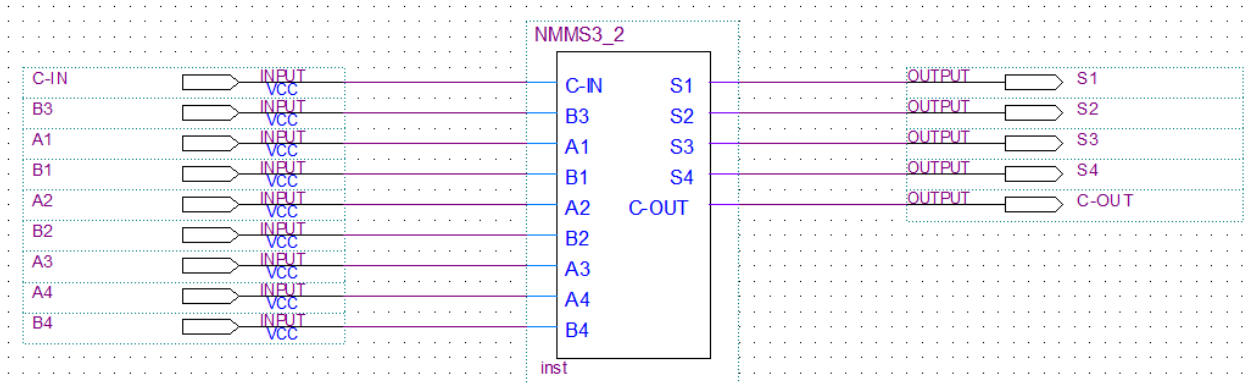 NMMS3_2
C-IN INPUT VCC C-IN S1 OUTPUT S1
B3 INPUT VCC B3 S2 OUTPUT S2
A1 INPUT VCC A1 S3 OUTPUT S3
B1 INPUT VCC B1 S4 OUTPUT S4
A2 INPUT VCC A2 C-OUT OUTPUT C-OUT
B2 INPUT VCC B2
A3 INPUT VCC A3
A4 INPUT VCC A4
B4 INPUT VCC B4
inst